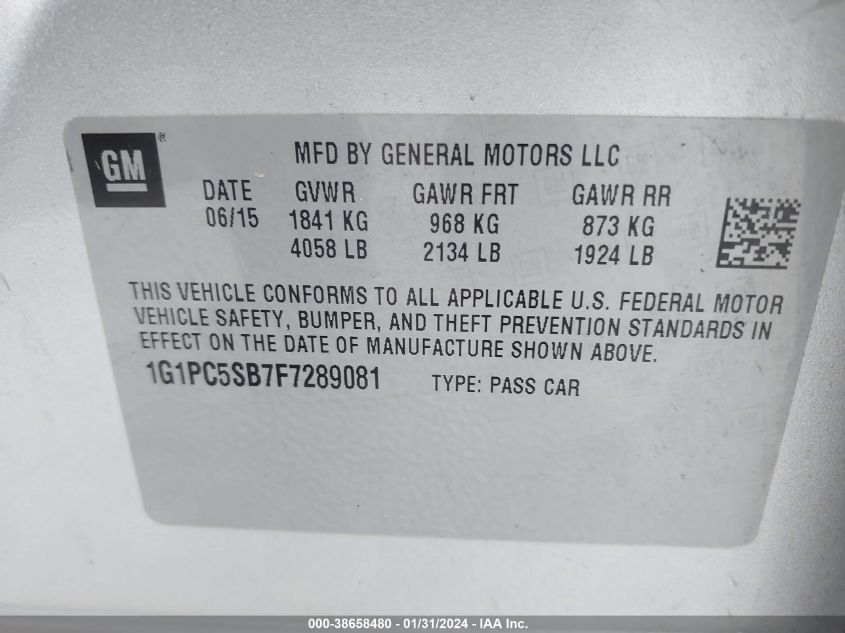 GM ®
MFD BY GENERAL MOTORS LLC
DATE GVWR GAWR FRT GAWR RR
06/15 1841 KG 968 KG 873 KG
4058 LB 2134 LB 1924 LB
THIS VEHICLE CONFORMS TO ALL APPLICABLE U.S. FEDERAL MOTOR
VEHICLE SAFETY, BUMPER, AND THEFT PREVENTION STANDARDS IN
EFFECT ON THE DATE OF MANUFACTURE SHOWN ABOVE.
1G1PC5SB7F7289081 TYPE: PASS CAR
000-38658480 - 01/31/2024 - IAA Inc.